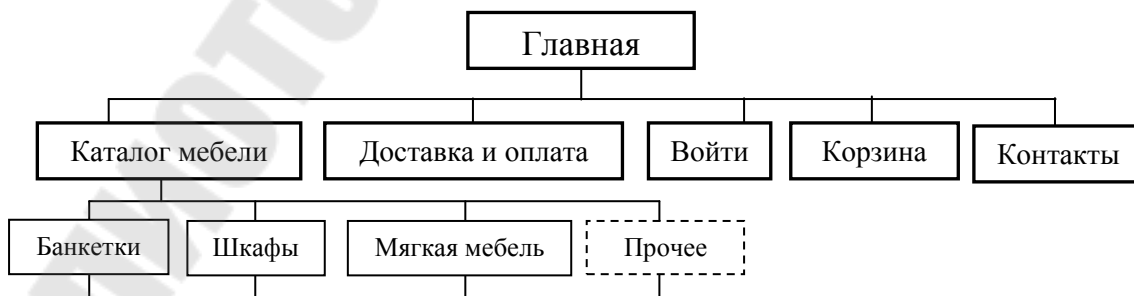 Главная
Каталог мебели
Доставка и оплата
Войти
Корзина
Контакты
Банкетки
Шкафы
Мягкая мебель
Прочее